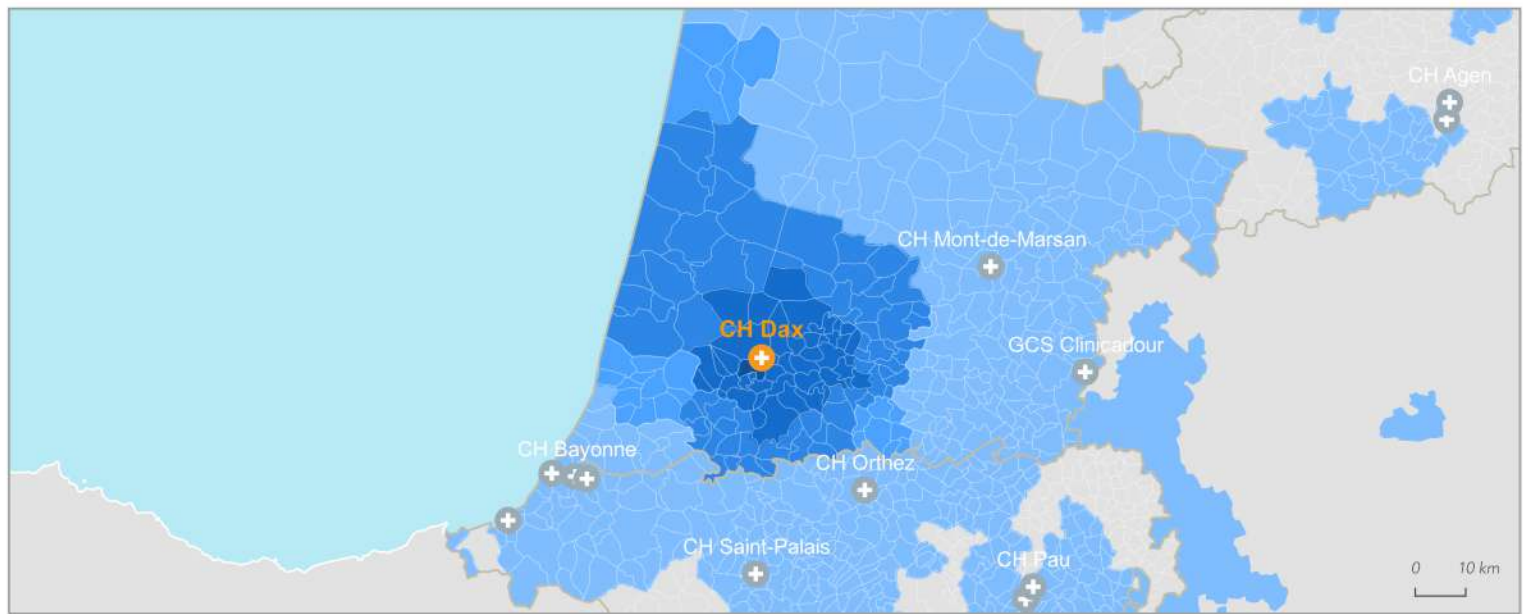 CH Agen
CH Mont-de-Marsan
CH Dax
GCS Clinicadour
CH Bayonne
CH Orthez
CH Saint-Palais
CH Pau
0 10 km